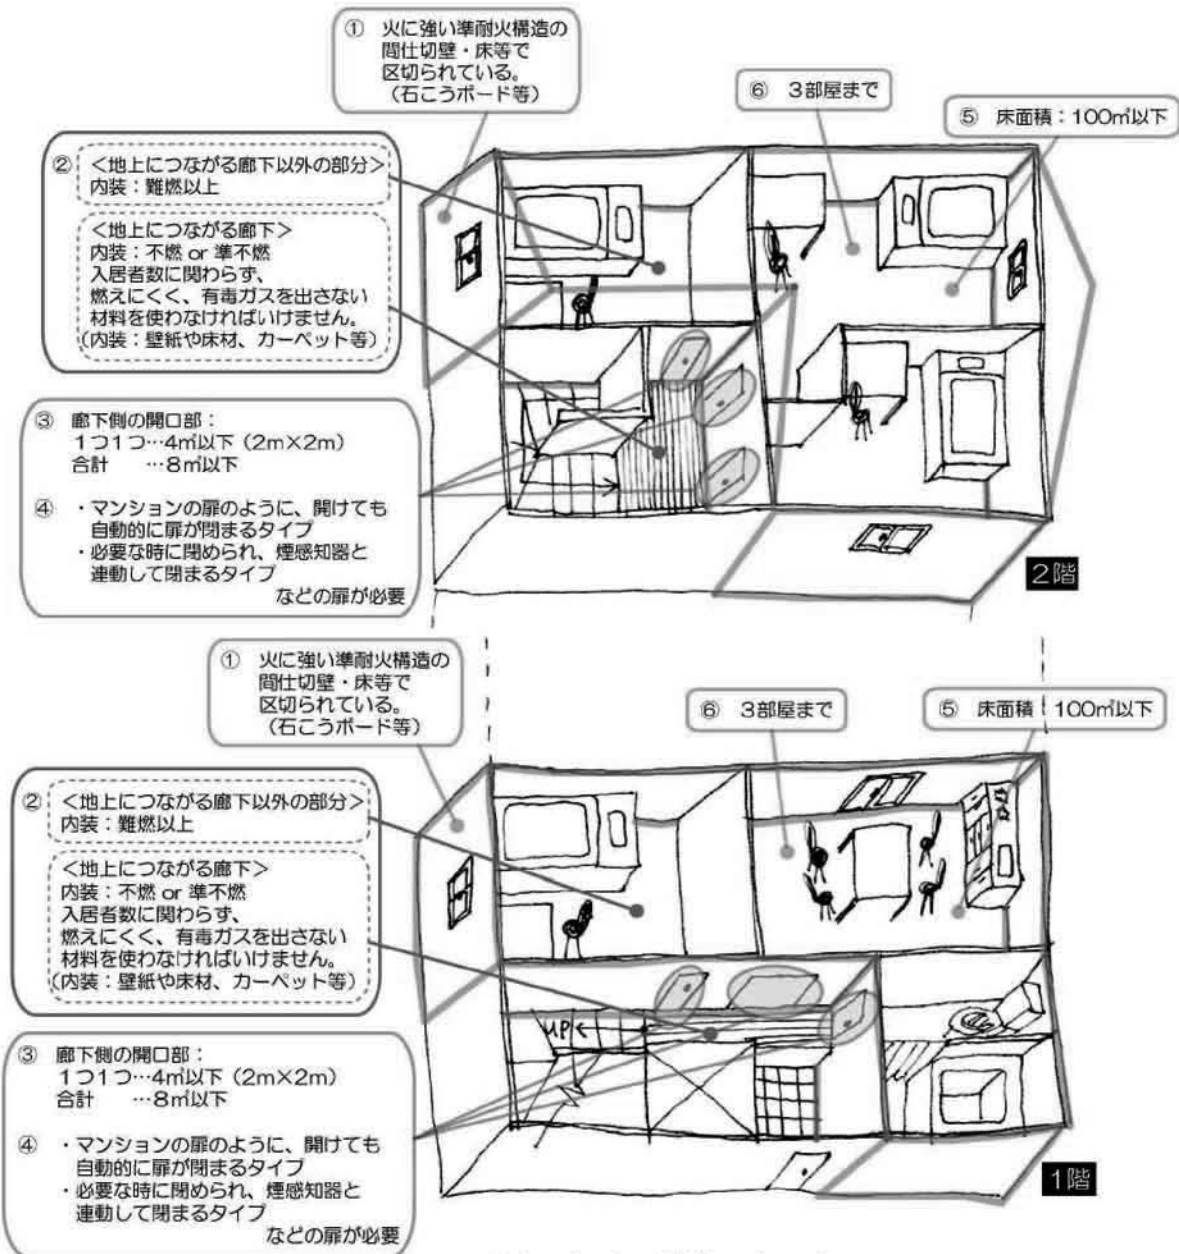 ① 火に強い準耐火構造の
間仕切壁・床等で
区切られている。
（石こうボード等）
⑥ 3部屋まで
⑤ 床面積：100㎡以下
② <地上につながる廊下以外の部分>
内装：難燃以上
<地上につながる廊下>
内装：不燃 or 準不燃
入居者数に関わらず、
燃えにくく、有毒ガスを出さない
材料を使わなければいけません。
（内装：壁紙や床材、カーペット等）
③ 廊下側の開口部：
1つ1つ…4㎡以下（2m×2m）
合計 …8㎡以下
④ ・マンションの扉のように、開けても
自動的に扉が閉まるタイプ
・必要な時に閉められ、煙感知器と
連動して閉まるタイプ
などの扉が必要
2階
① 火に強い準耐火構造の
間仕切壁・床等で
区切られている。
（石こうボード等）
⑥ 3部屋まで
⑤ 床面積：100㎡以下
② <地上につながる廊下以外の部分>
内装：難燃以上
<地上につながる廊下>
内装：不燃 or 準不燃
入居者数に関わらず、
燃えにくく、有毒ガスを出さない
材料を使わなければいけません。
（内装：壁紙や床材、カーペット等）
UP
③ 廊下側の開口部：
1つ1つ…4㎡以下（2m×2m）
合計 …8㎡以下
④ ・マンションの扉のように、開けても
自動的に扉が閉まるタイプ
・必要な時に閉められ、煙感知器と
連動して閉まるタイプ
などの扉が必要
1階